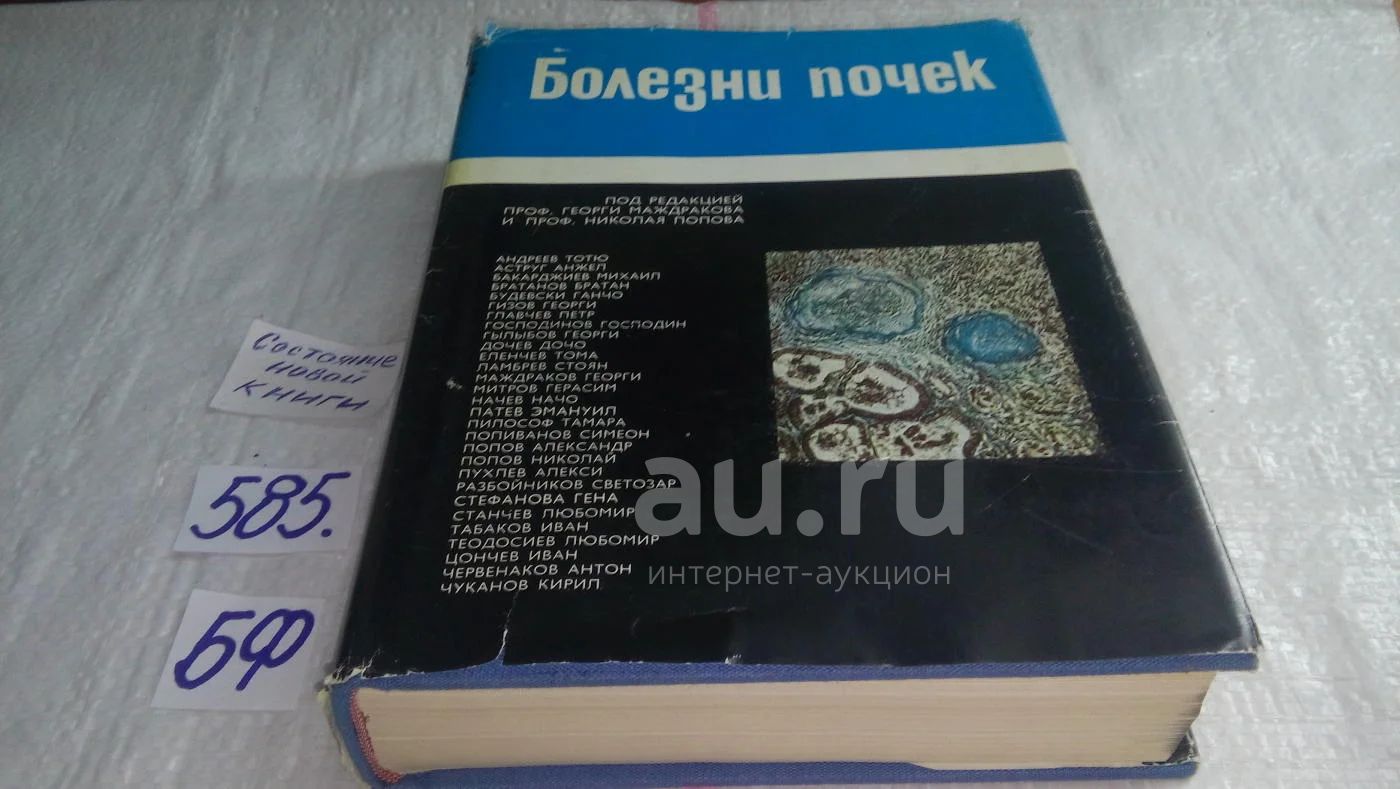 Болезни почек
ПОД РЕДАКЦИЕЙ
ПРОФ. ГЕОРГИ МАЖДРАКОВА
И ПРОФ. НИКОЛАЯ ПОПОВА
АНДРЕЕВ ТОТЮ
АСТРУГ АНЖЕЛ
БАКАРДЖИЕВ МИХАИЛ
БРАТАНОВ БРАТАН
БУДЕВСКИ ГАНЧО
ГИЗОВ ГЕОРГИ
ГЛАВЧЕВ ПЕТР
ГОСПОДИНОВ ГОСПОДИН
ГЫЛЫБОВ ГЕОРГИ
ДОЧЕВ ДОЧО
ЕЛЕНЧЕВ ТОМА
ЛАМБРЕВ СТОЯН
МАЖДРАКОВ ГЕОРГИ
МИТРОВ ГЕРАСИМ
НАЧЕВ НАЧО
ПАТЕВ ЭМАНУИЛ
ПИЛОСОФ ТАМАРА
ПОПИВАНОВ СИМЕОН
ПОПОВ АЛЕКСАНДР
ПОПОВ НИКОЛАЙ
ПУХЛЕВ АЛЕКСИ
РАЗБОЙНИКОВ СВЕТОЗАР
СТЕФАНОВА ГЕНА
СТАНЧЕВ ЛЮБОМИР
ТАБАКОВ ИВАН
ТЕОДОСИЕВ ЛЮБОМИР
ЦОНЧЕВ ИВАН
ЧЕРВЕНАКОВ АНТОН
ЧУКАНОВ КИРИЛ
Состояние
новой
книги
585.
БФ
au.ru
интернет-аукцион